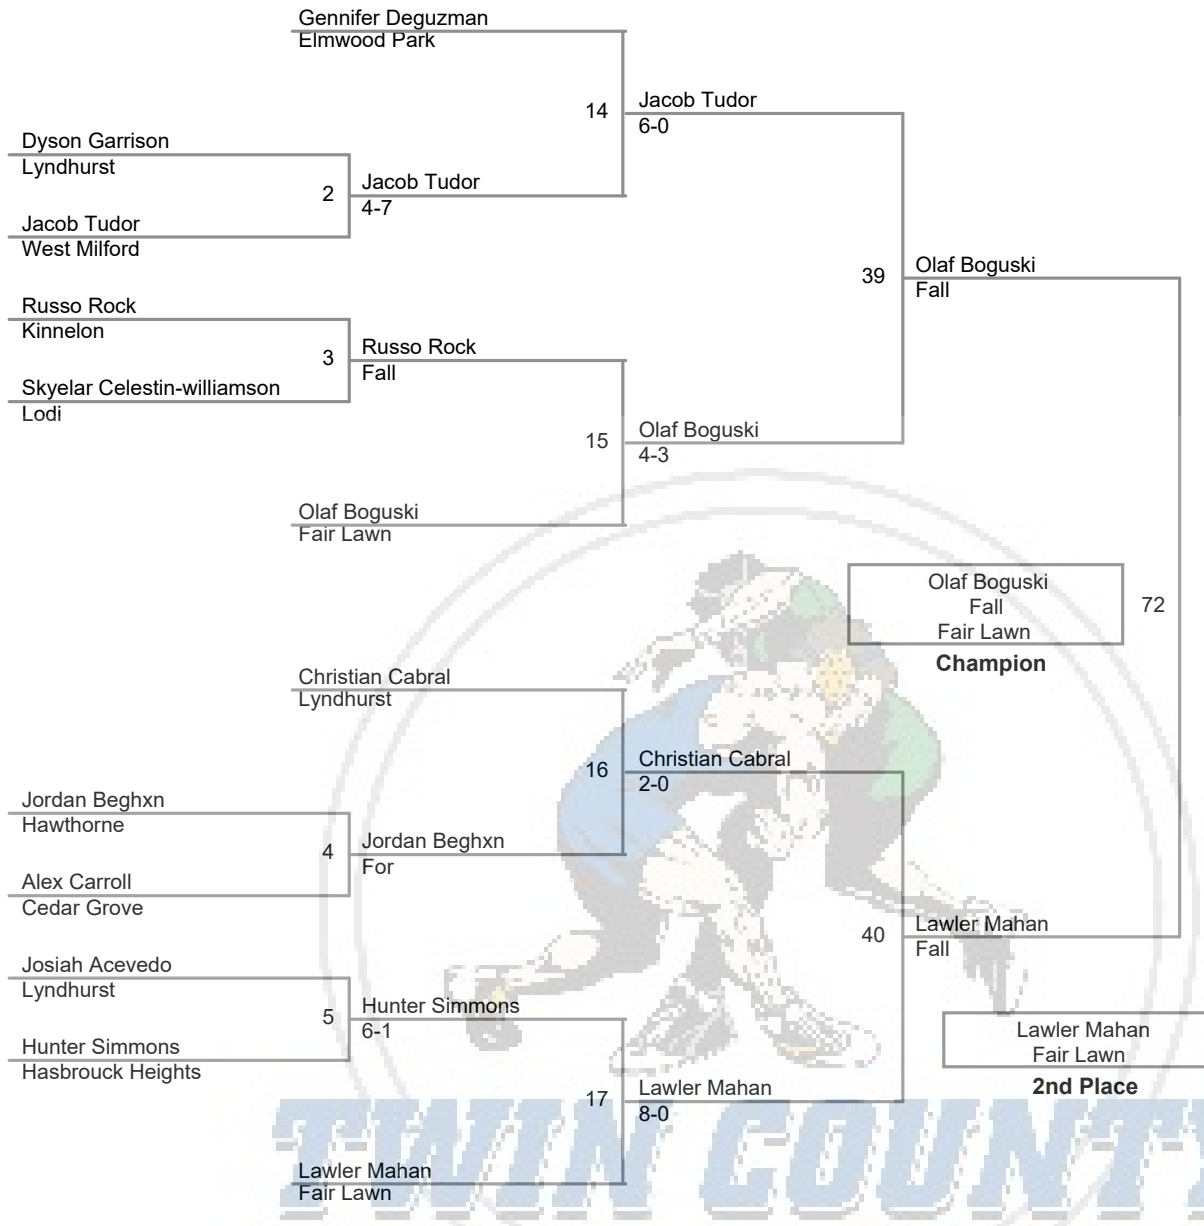 Gennifer Deguzman
Elmwood Park
14
Jacob Tudor
6-0
Dyson Garrison
Lyndhurst
2
Jacob Tudor
4-7
Jacob Tudor
West Milford
39
Olaf Boguski
Fall
Russo Rock
Kinnelon
3
Russo Rock
Fall
Skyelar Celestin-williamson
Lodi
15
Olaf Boguski
4-3
Olaf Boguski
Fair Lawn
Olaf Boguski
Fall
Fair Lawn
72
Champion
Christian Cabral
Lyndhurst
16
Christian Cabral
2-0
Jordan Beghxn
Hawthorne
4
Jordan Beghxn
For
Alex Carroll
Cedar Grove
40
Lawler Mahan
Fall
Josiah Acevedo
Lyndhurst
5
Hunter Simmons
6-1
Hunter Simmons
Hasbrouck Heights
Lawler Mahan
Fair Lawn
2nd Place
17
Lawler Mahan
8-0
Lawler Mahan
Fair Lawn
TWIN COUNTY